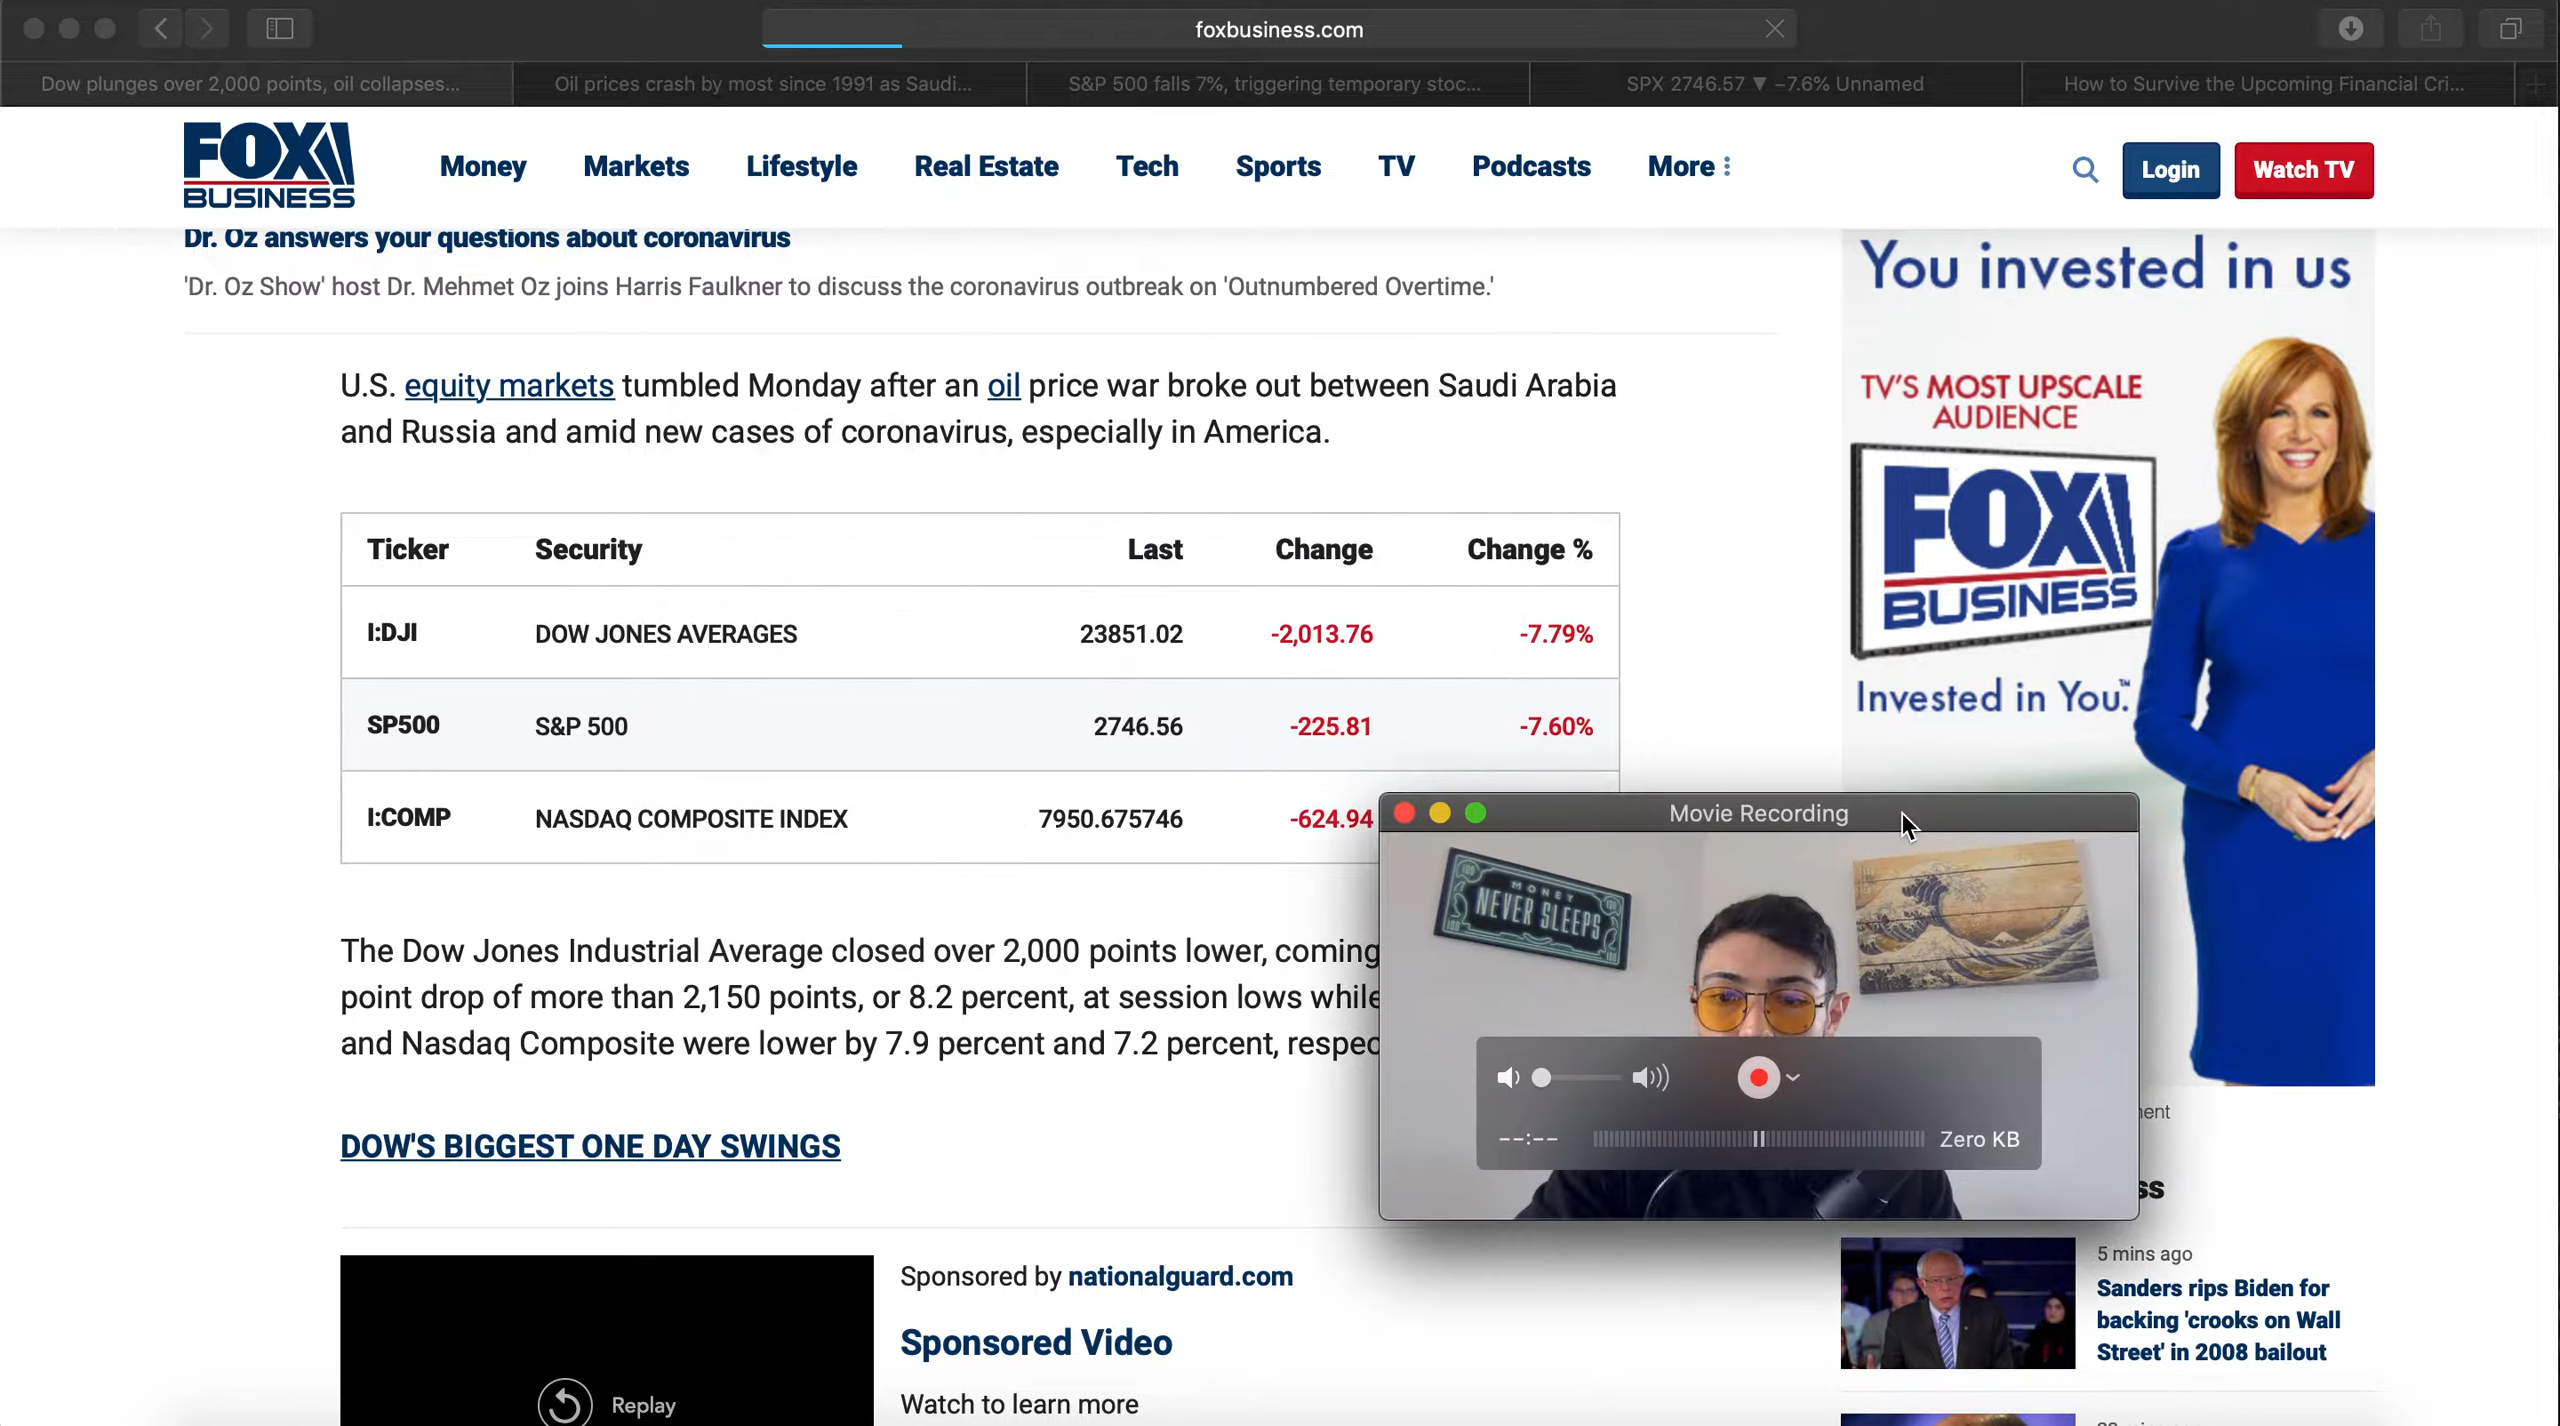 foxbusiness.com
Dow plunges over 2,000 points, oil collapses...
Oil prices crash by most since 1991 as Saudi...
S&P 500 falls 7%, triggering temporary stoc...
SPX 2746.57 ▼ −7.6% Unnamed
How to Survive the Upcoming Financial Cri...
FOX BUSINESS
Money
Markets
Lifestyle
Real Estate
Tech
Sports
TV
Podcasts
More
Login
Watch TV
Dr. Oz answers your questions about coronavirus
'Dr. Oz Show' host Dr. Mehmet Oz joins Harris Faulkner to discuss the coronavirus outbreak on 'Outnumbered Overtime.'
U.S. equity markets tumbled Monday after an oil price war broke out between Saudi Arabia
and Russia and amid new cases of coronavirus, especially in America.
Ticker Security Last Change Change %
I:DJI DOW JONES AVERAGES 23851.02 -2,013.76 -7.79%
SP500 S&P 500 2746.56 -225.81 -7.60%
I:COMP NASDAQ COMPOSITE INDEX 7950.675746 -624.94
The Dow Jones Industrial Average closed over 2,000 points lower, coming
point drop of more than 2,150 points, or 8.2 percent, at session lows while
and Nasdaq Composite were lower by 7.9 percent and 7.2 percent, respec
DOW'S BIGGEST ONE DAY SWINGS
Sponsored by nationalguard.com
Sponsored Video
Watch to learn more
Replay
You invested in us
TV'S MOST UPSCALE
AUDIENCE
FOX
BUSINESS
Invested in You.™
Movie Recording
MONEY
NEVER SLEEPS
--:--
Zero KB
5 mins ago
Sanders rips Biden for
backing 'crooks on Wall
Street' in 2008 bailout